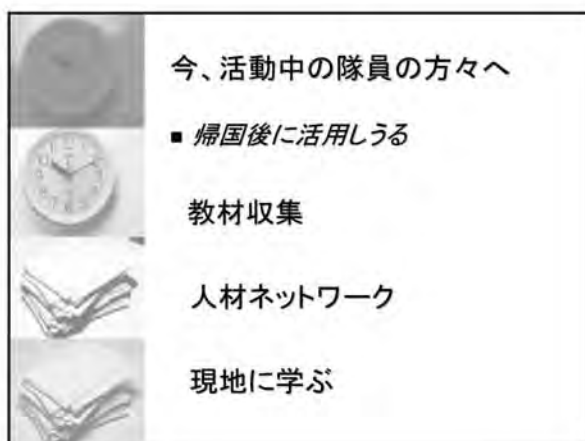 今、活動中の隊員の方々へ
■ 帰国後に活用しうる
教材収集
人材ネットワーク
現地に学ぶ